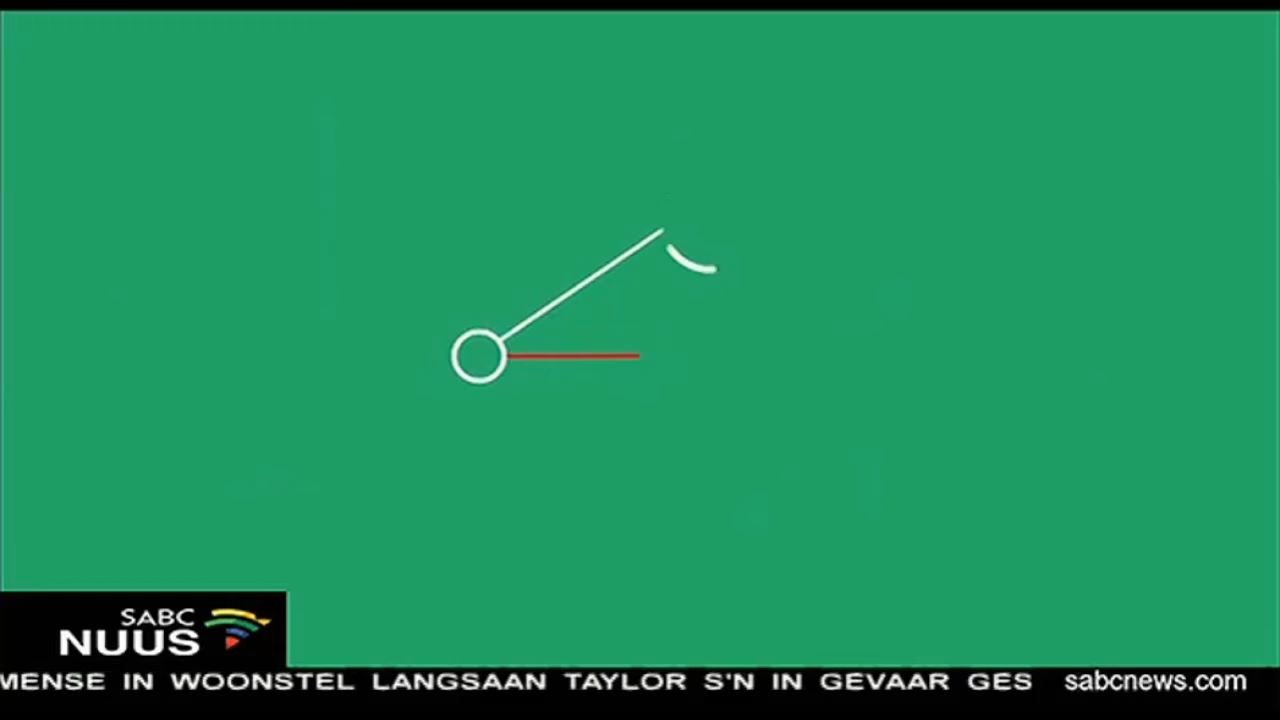 SABC
NUUS
MENSE IN WOONSTEL LANGSAAN TAYLOR S'N IN GEVAAR GES
sabcnews.com